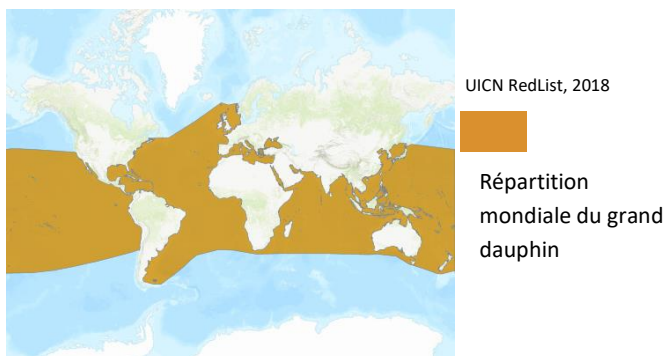 UICN RedList, 2018
Répartition
mondiale du grand
dauphin